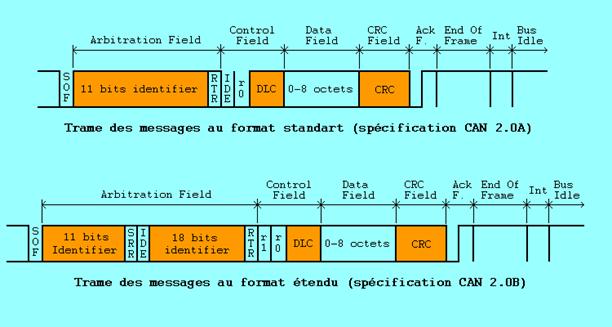 Arbitration Field Control Field Data Field CRC Field Ack F. End Of Frame Int Bus Idle
SOF 11 bits identifier RTR IDE r0 DLC 0-8 octets CRC
Trame des messages au format standart (spécification CAN 2.0A)
Arbitration Field Control Field Data Field CRC Field Ack F. End Of Frame Int Bus Idle
SOF 11 bits Identifier SRR IDE 18 bits identifier RTR r1 r0 DLC 0-8 octets CRC
Trame des messages au format étendu (spécification CAN 2.0B)